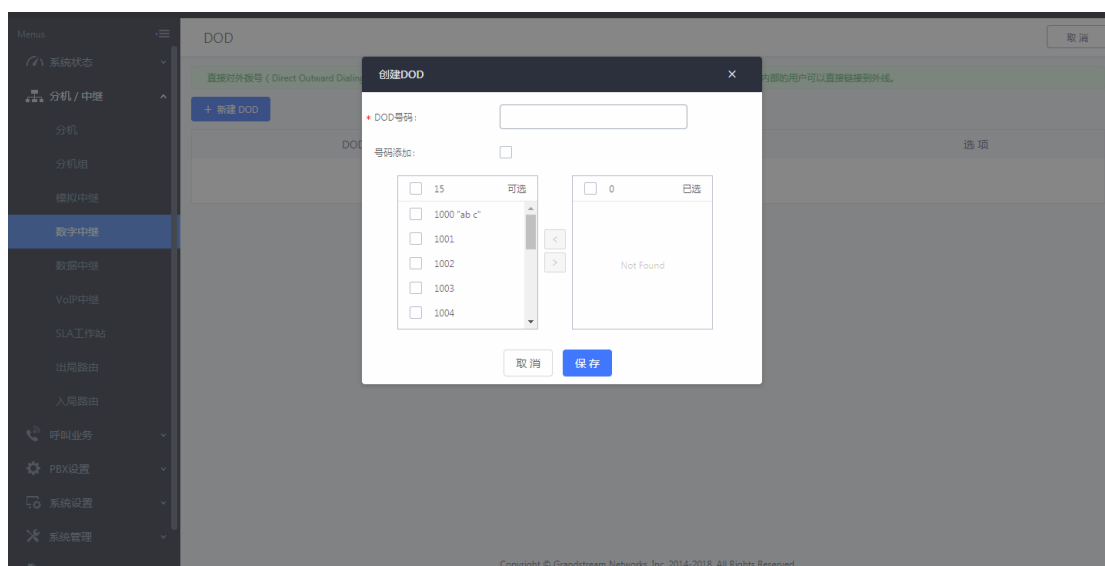 Menus
系统状态
分机 / 中继
分机
分机组
模拟中继
数字中继
数据中继
VoIP中继
SLA工作站
出局路由
入局路由
呼叫业务
PBX设置
系统设置
系统管理
DOD
取 消
直接对外拨号 ( Direct Outward Dialing
内部的用户可以直接链接到外线。
+ 新建 DOD
DOD
选 项
创建DOD
×
* DOD号码:
号码添加:
15 可选
1000 "ab c"
1001
1002
1003
1004
<
>
0 已选
Not Found
取 消
保 存
Copyright © Grandstream Networks, Inc. 2014-2018. All Rights Reserved.